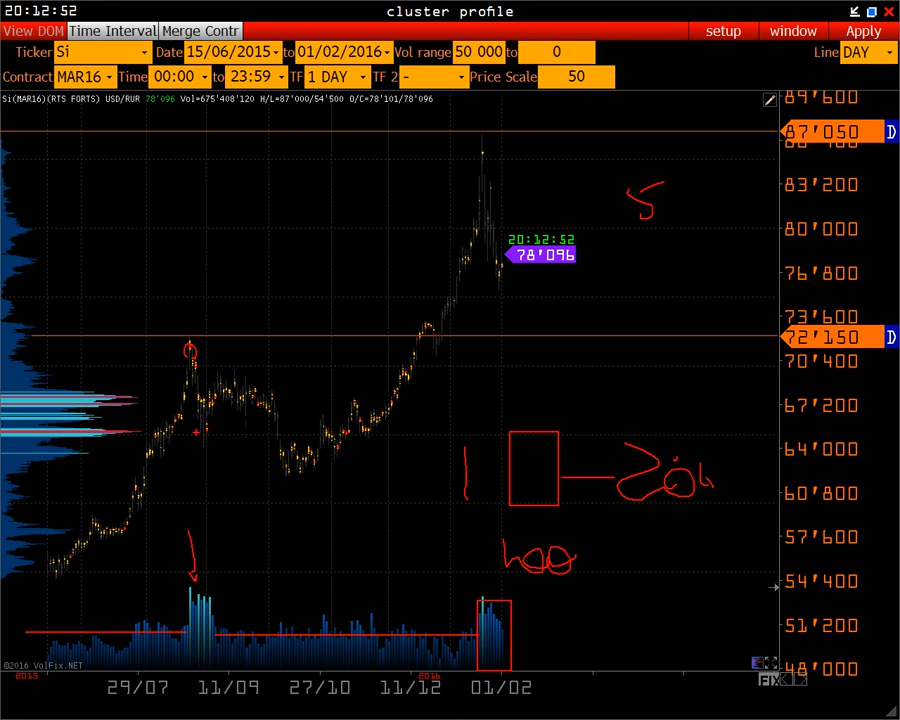 20:12:52 cluster profile
View DOM Time Interval Merge Contr setup window Apply
Ticker Si Date 15/06/2015 to 01/02/2016 Vol range 50 000 to 0 Line DAY
Contract MAR16 Time 00:00 to 23:59 TF 1 DAY TF 2 - Price Scale 50
Si(MAR16)(RTS FORTS) USD/RUR 78'096 Vol=675'408'120 H/L=87'000/54'500 O/C=78'101/78'096
89'600
87'050 D
83'200
5
80'000
20:12:52
78'096
76'800
73'600
72'150 D
70'400
67'200
64'000
1
60'800
100
57'600
54'400
51'200
©2016 VolFix.NET
48'000
2015 2016
FIX
29/07 11/09 27/10 11/12 01/02